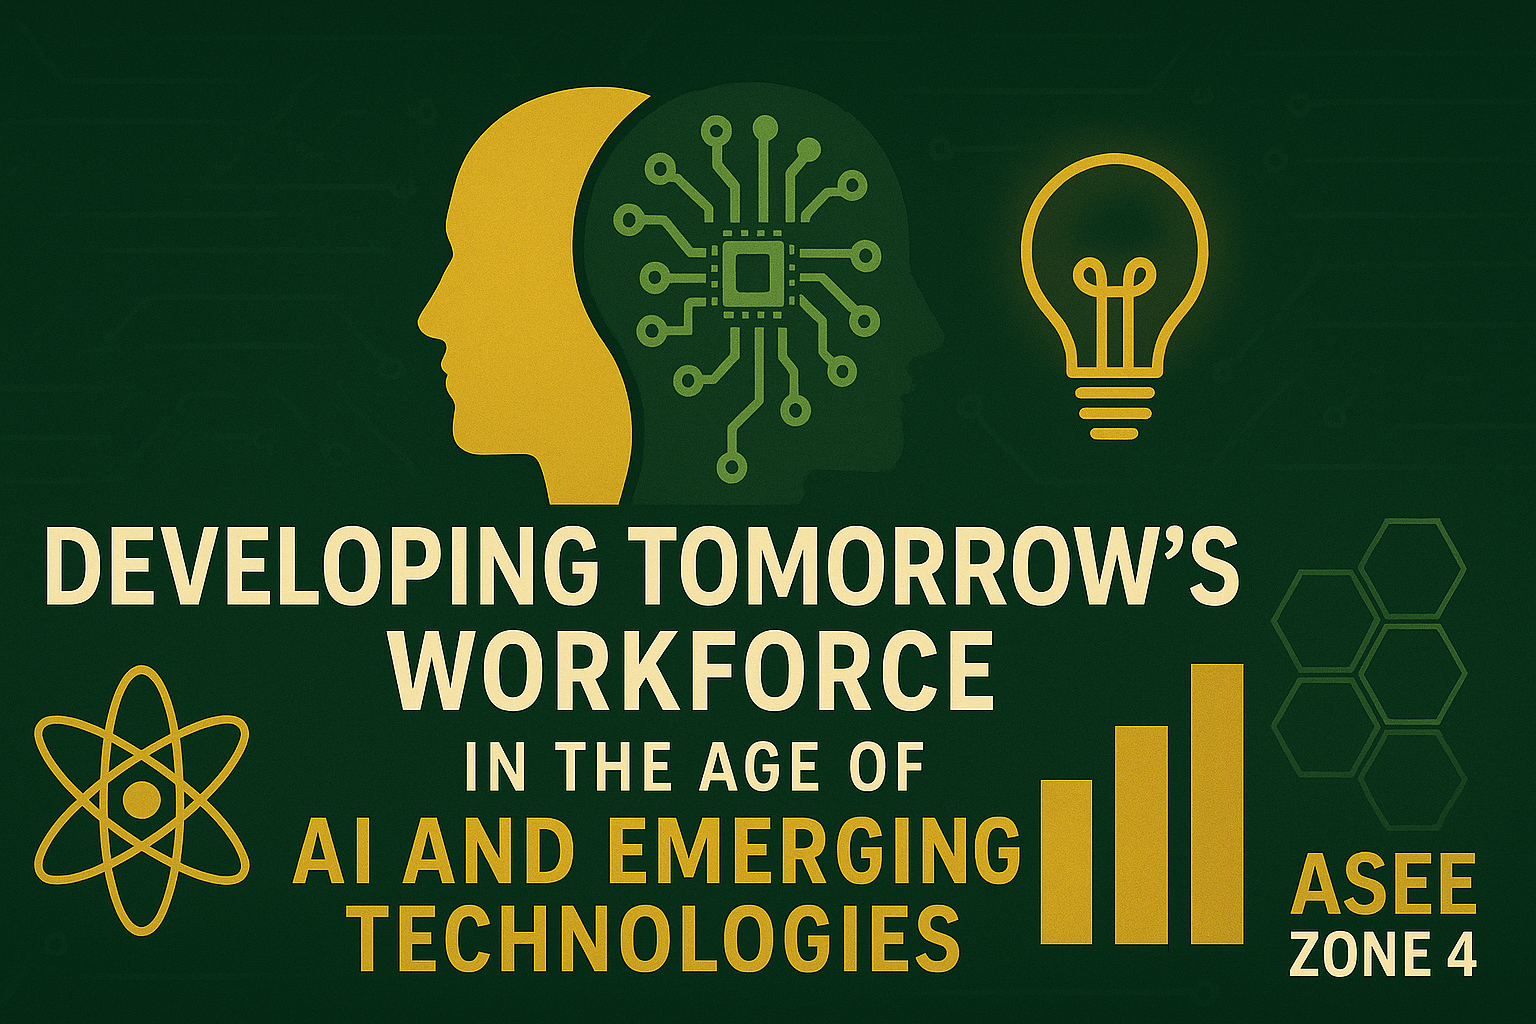 DEVELOPING TOMORROW'S
WORKFORCE
IN THE AGE OF
AI AND EMERGING
TECHNOLOGIES
ASEE
ZONE 4